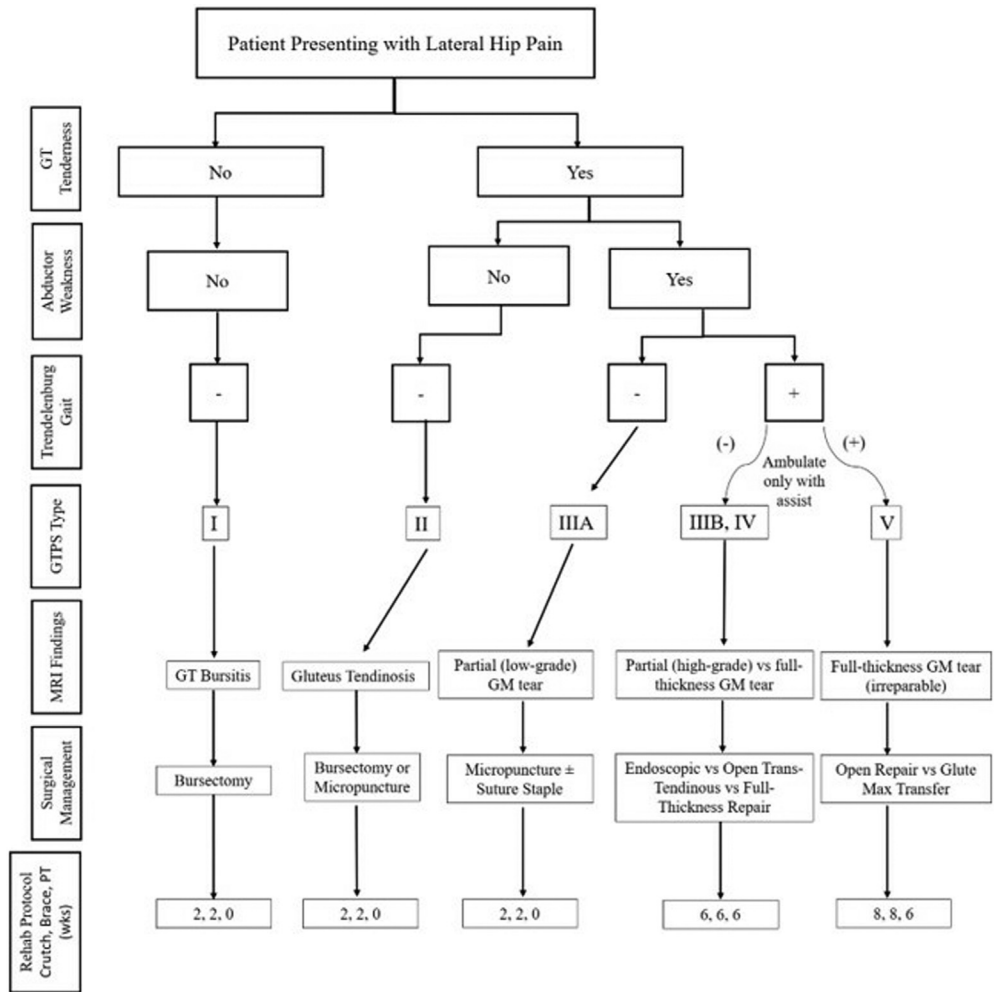 Patient Presenting with Lateral Hip Pain
GT
Tenderness
No
Yes
Abductor
Weakness
No
No
Yes
Trendelenburg
Gait
-
-
-
+
(-)
Ambulate
only with
assist
(+)
GTPS Type
I
II
IIIA
IIIB, IV
V
MRI Findings
GT Bursitis
Gluteus Tendinosis
Partial (low-grade)
GM tear
Partial (high-grade) vs full-
thickness GM tear
Full-thickness GM tear
(irreparable)
Surgical
Management
Bursectomy
Bursectomy or
Micropuncture
Micropuncture ±
Suture Staple
Endoscopic vs Open Trans-
Tendinous vs Full-
Thickness Repair
Open Repair vs Glute
Max Transfer
Rehab Protocol
Crutch, Brace, PT
(wks)
2, 2, 0
2, 2, 0
2, 2, 0
6, 6, 6
8, 8, 6